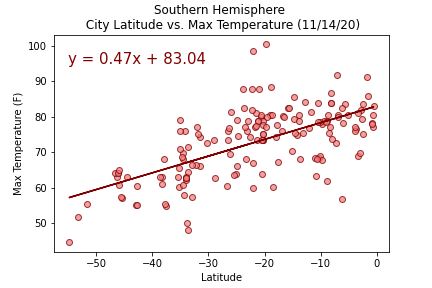 Southern Hemisphere
City Latitude vs. Max Temperature (11/14/20)
y = 0.47x + 83.04
Max Temperature (F)
100
90
80
70
60
50
−50
−40
−30
−20
−10
0
Latitude